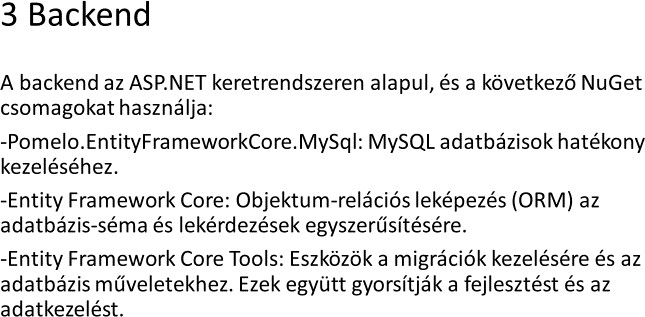 3 Backend
A backend az ASP.NET keretrendszeren alapul, és a következő NuGet
csomagokat használja:
-Pomelo.EntityFrameworkCore.MySql: MySQL adatbázisok hatékony
kezeléséhez.
-Entity Framework Core: Objektum-relációs leképezés (ORM) az
adatbázis-séma és lekérdezések egyszerűsítésére.
-Entity Framework Core Tools: Eszközök a migrációk kezelésére és az
adatbázis műveletekhez. Ezek együtt gyorsítják a fejlesztést és az
adatkezelést.